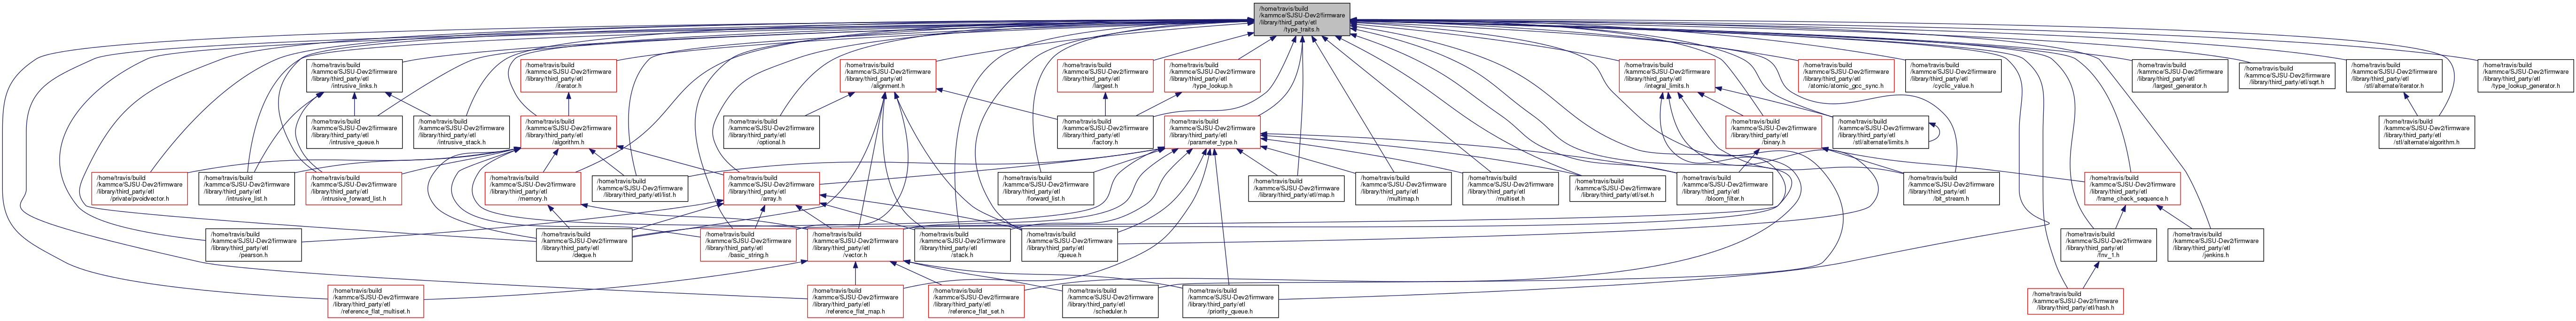 /home/travis/build
/kammce/SJSU-Dev2/firmware
/library/third_party/etl
/type_traits.h
/home/travis/build
/kammce/SJSU-Dev2/firmware
/library/third_party/etl
/intrusive_links.h
/home/travis/build
/kammce/SJSU-Dev2/firmware
/library/third_party/etl
/iterator.h
/home/travis/build
/kammce/SJSU-Dev2/firmware
/library/third_party/etl
/alignment.h
/home/travis/build
/kammce/SJSU-Dev2/firmware
/library/third_party/etl
/largest.h
/home/travis/build
/kammce/SJSU-Dev2/firmware
/library/third_party/etl
/type_lookup.h
/home/travis/build
/kammce/SJSU-Dev2/firmware
/library/third_party/etl
/integral_limits.h
/home/travis/build
/kammce/SJSU-Dev2/firmware
/library/third_party/etl
/atomic/atomic_gcc_sync.h
/home/travis/build
/kammce/SJSU-Dev2/firmware
/library/third_party/etl
/cyclic_value.h
/home/travis/build
/kammce/SJSU-Dev2/firmware
/library/third_party/etl
/largest_generator.h
/home/travis/build
/kammce/SJSU-Dev2/firmware
/library/third_party/etl/sqrt.h
/home/travis/build
/kammce/SJSU-Dev2/firmware
/library/third_party/etl
/stl/alternate/iterator.h
/home/travis/build
/kammce/SJSU-Dev2/firmware
/library/third_party/etl
/type_lookup_generator.h
/home/travis/build
/kammce/SJSU-Dev2/firmware
/library/third_party/etl
/intrusive_queue.h
/home/travis/build
/kammce/SJSU-Dev2/firmware
/library/third_party/etl
/intrusive_stack.h
/home/travis/build
/kammce/SJSU-Dev2/firmware
/library/third_party/etl
/algorithm.h
/home/travis/build
/kammce/SJSU-Dev2/firmware
/library/third_party/etl
/optional.h
/home/travis/build
/kammce/SJSU-Dev2/firmware
/library/third_party/etl
/factory.h
/home/travis/build
/kammce/SJSU-Dev2/firmware
/library/third_party/etl
/parameter_type.h
/home/travis/build
/kammce/SJSU-Dev2/firmware
/library/third_party/etl
/binary.h
/home/travis/build
/kammce/SJSU-Dev2/firmware
/library/third_party/etl
/stl/alternate/limits.h
/home/travis/build
/kammce/SJSU-Dev2/firmware
/library/third_party/etl
/stl/alternate/algorithm.h
/home/travis/build
/kammce/SJSU-Dev2/firmware
/library/third_party/etl
/private/pvoidvector.h
/home/travis/build
/kammce/SJSU-Dev2/firmware
/library/third_party/etl
/intrusive_list.h
/home/travis/build
/kammce/SJSU-Dev2/firmware
/library/third_party/etl
/intrusive_forward_list.h
/home/travis/build
/kammce/SJSU-Dev2/firmware
/library/third_party/etl
/memory.h
/home/travis/build
/kammce/SJSU-Dev2/firmware
/library/third_party/etl/list.h
/home/travis/build
/kammce/SJSU-Dev2/firmware
/library/third_party/etl
/array.h
/home/travis/build
/kammce/SJSU-Dev2/firmware
/library/third_party/etl
/forward_list.h
/home/travis/build
/kammce/SJSU-Dev2/firmware
/library/third_party/etl/map.h
/home/travis/build
/kammce/SJSU-Dev2/firmware
/library/third_party/etl
/multimap.h
/home/travis/build
/kammce/SJSU-Dev2/firmware
/library/third_party/etl
/multiset.h
/home/travis/build
/kammce/SJSU-Dev2/firmware
/library/third_party/etl/set.h
/home/travis/build
/kammce/SJSU-Dev2/firmware
/library/third_party/etl
/bloom_filter.h
/home/travis/build
/kammce/SJSU-Dev2/firmware
/library/third_party/etl
/bit_stream.h
/home/travis/build
/kammce/SJSU-Dev2/firmware
/library/third_party/etl
/frame_check_sequence.h
/home/travis/build
/kammce/SJSU-Dev2/firmware
/library/third_party/etl
/pearson.h
/home/travis/build
/kammce/SJSU-Dev2/firmware
/library/third_party/etl
/deque.h
/home/travis/build
/kammce/SJSU-Dev2/firmware
/library/third_party/etl
/basic_string.h
/home/travis/build
/kammce/SJSU-Dev2/firmware
/library/third_party/etl
/vector.h
/home/travis/build
/kammce/SJSU-Dev2/firmware
/library/third_party/etl
/stack.h
/home/travis/build
/kammce/SJSU-Dev2/firmware
/library/third_party/etl
/queue.h
/home/travis/build
/kammce/SJSU-Dev2/firmware
/library/third_party/etl
/fnv_1.h
/home/travis/build
/kammce/SJSU-Dev2/firmware
/library/third_party/etl
/jenkins.h
/home/travis/build
/kammce/SJSU-Dev2/firmware
/library/third_party/etl
/reference_flat_multiset.h
/home/travis/build
/kammce/SJSU-Dev2/firmware
/library/third_party/etl
/reference_flat_map.h
/home/travis/build
/kammce/SJSU-Dev2/firmware
/library/third_party/etl
/reference_flat_set.h
/home/travis/build
/kammce/SJSU-Dev2/firmware
/library/third_party/etl
/scheduler.h
/home/travis/build
/kammce/SJSU-Dev2/firmware
/library/third_party/etl
/priority_queue.h
/home/travis/build
/kammce/SJSU-Dev2/firmware
/library/third_party/etl/hash.h